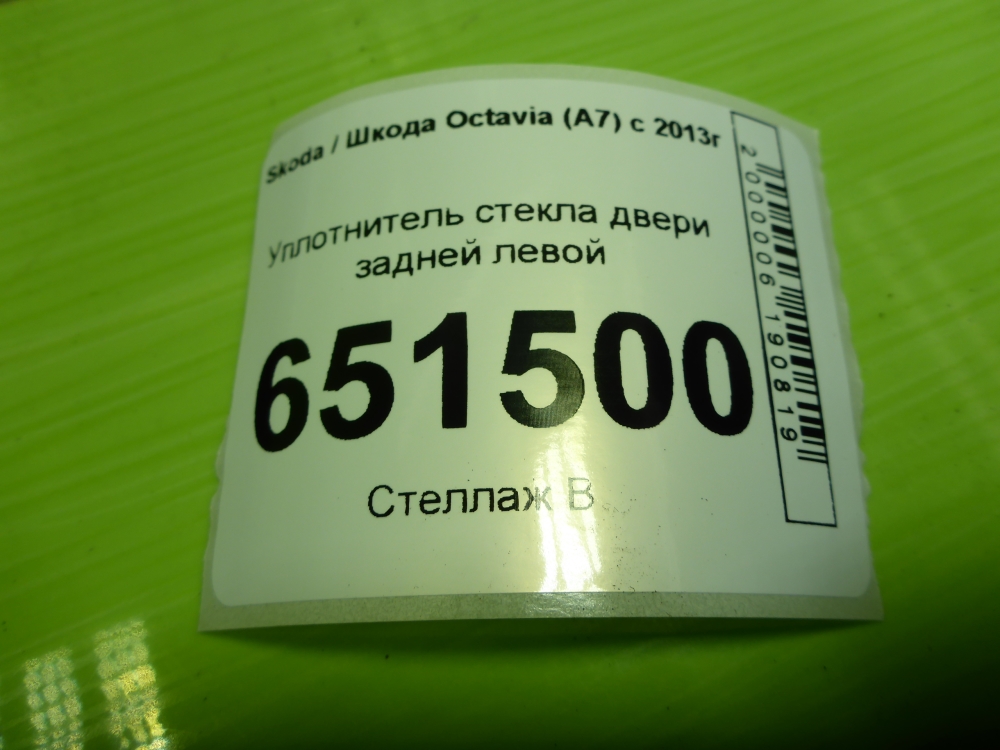 Skoda / Шкода Octavia (A7) с 2013г
Уплотнитель стекла двери
задней левой
651500
Стеллаж В
2000006190819